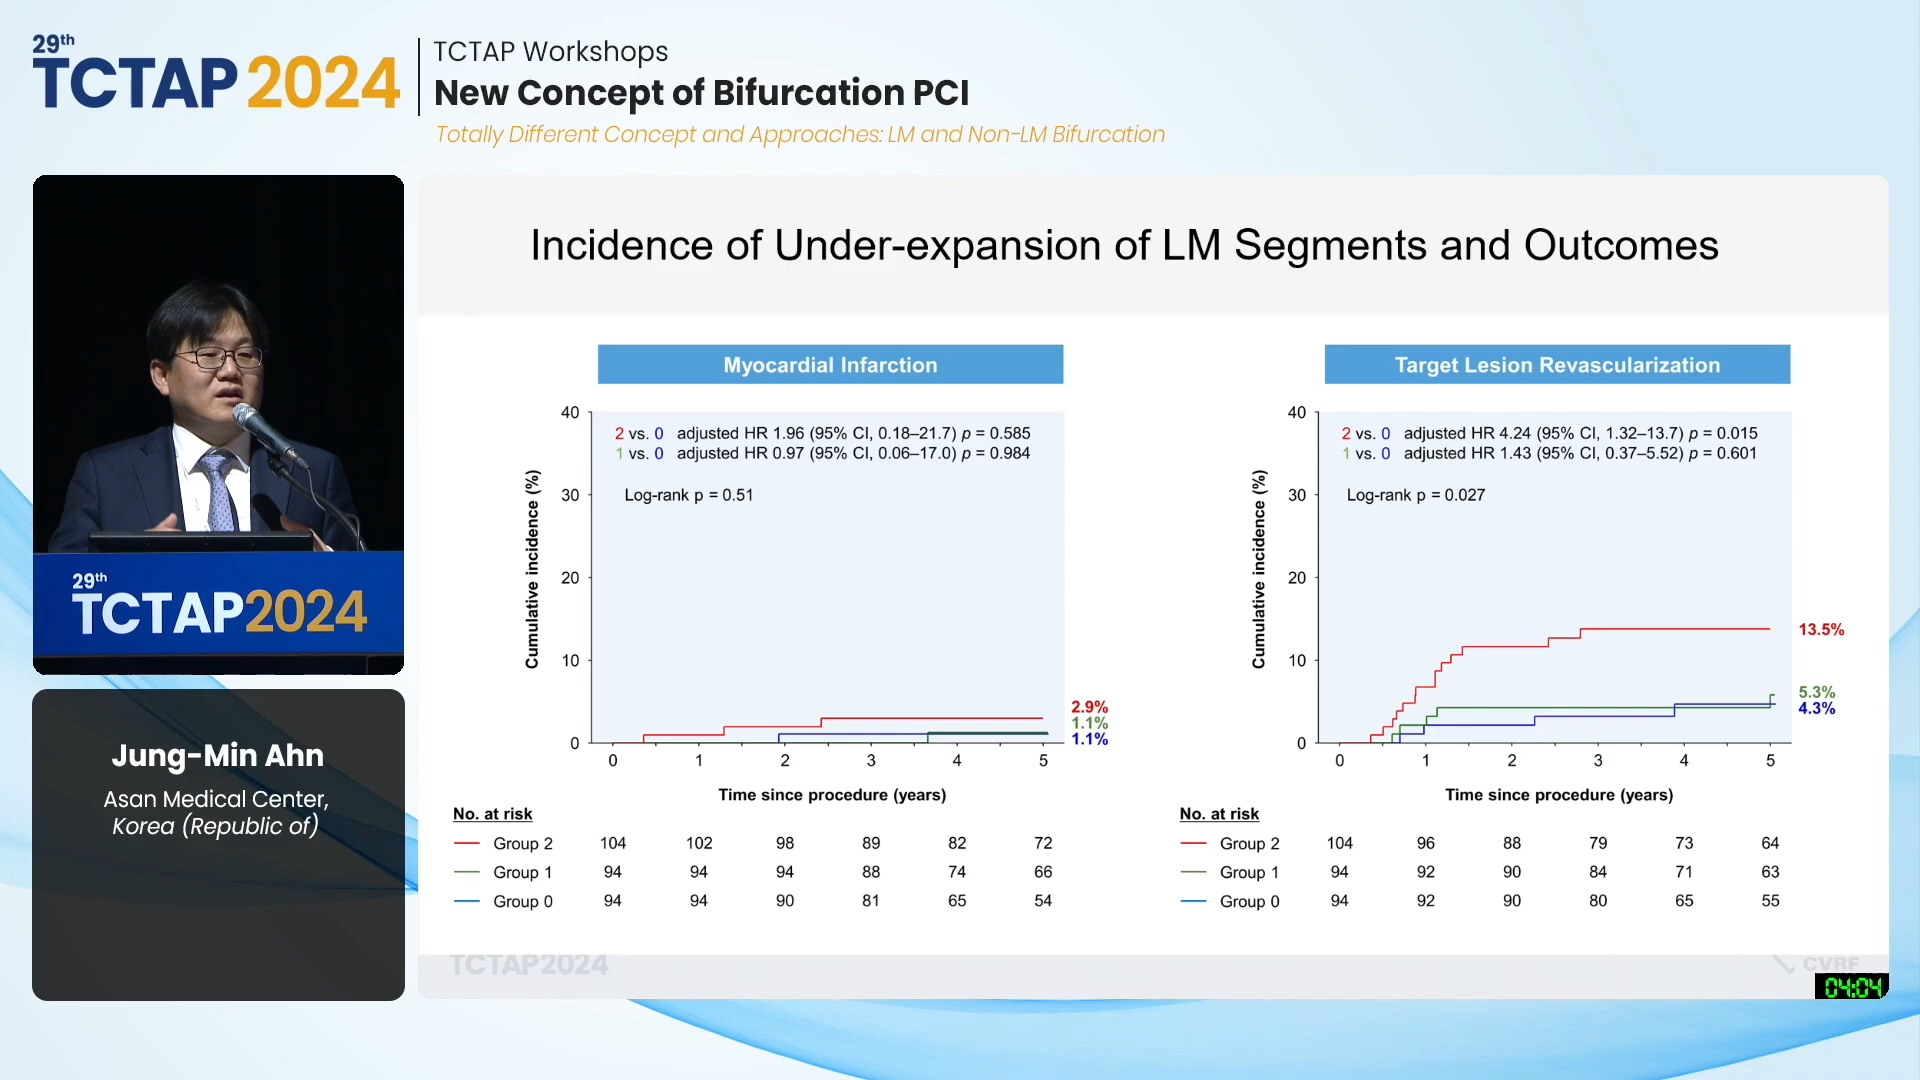 29th
TCTAP 2024
TCTAP Workshops
New Concept of Bifurcation PCI
Totally Different Concept and Approaches: LM and Non-LM Bifurcation
29th
TCTAP2024
Jung-Min Ahn
Asan Medical Center,
Korea (Republic of)
Incidence of Under-expansion of LM Segments and Outcomes
Myocardial Infarction
40
30
20
10
0
Cumulative incidence (%)
2 vs. 0 adjusted HR 1.96 (95% CI, 0.18–21.7) p = 0.585
1 vs. 0 adjusted HR 0.97 (95% CI, 0.06–17.0) p = 0.984
Log-rank p = 0.51
2.9%
1.1%
1.1%
0 1 2 3 4 5
Time since procedure (years)
No. at risk
Group 2 104 102 98 89 82 72
Group 1 94 94 94 88 74 66
Group 0 94 94 90 81 65 54
Target Lesion Revascularization
40
30
20
10
0
Cumulative incidence (%)
2 vs. 0 adjusted HR 4.24 (95% CI, 1.32–13.7) p = 0.015
1 vs. 0 adjusted HR 1.43 (95% CI, 0.37–5.52) p = 0.601
Log-rank p = 0.027
13.5%
5.3%
4.3%
0 1 2 3 4 5
Time since procedure (years)
No. at risk
Group 2 104 96 88 79 73 64
Group 1 94 92 90 84 71 63
Group 0 94 92 90 80 65 55
TCTAP2024
CVRF
04:04